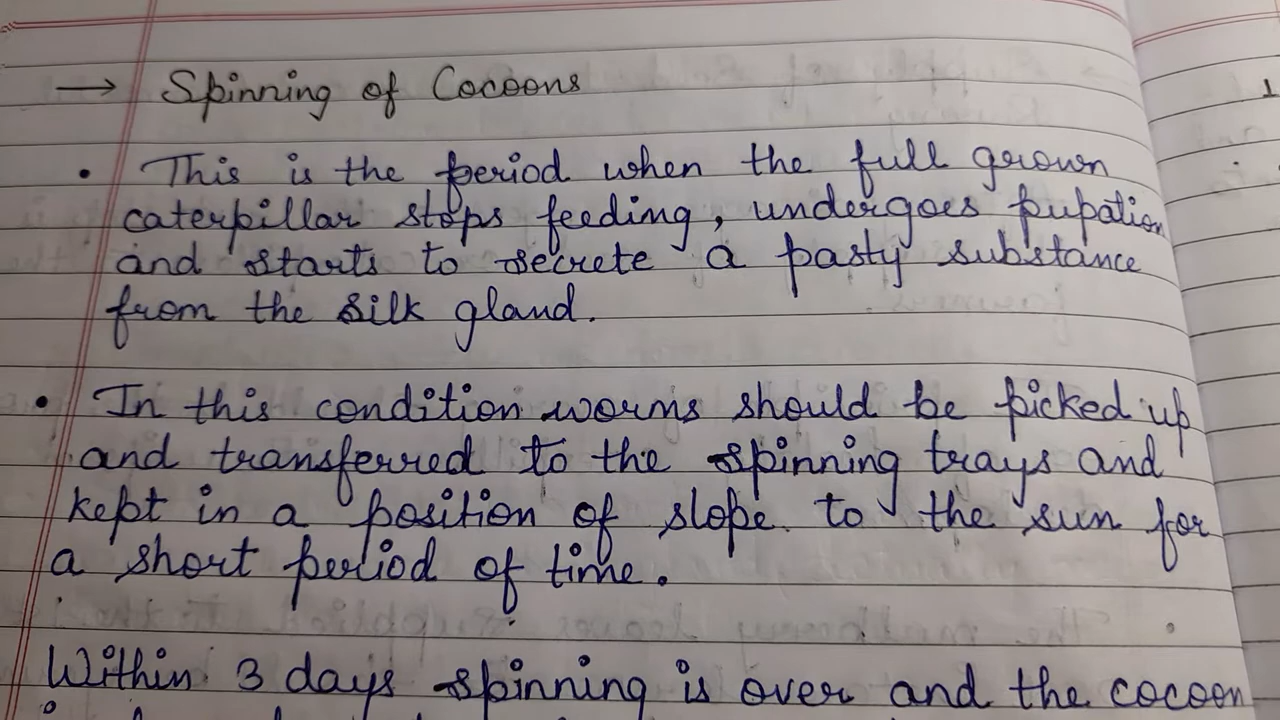 → Spinning of Cocoons
• This is the period when the full grown
caterpillar stops feeding, undergoes pupation
and starts to secrete a pasty substance
from the silk gland.
• In this condition worms should be picked up
and transferred to the spinning trays and
kept in a position of slope to the sun for
a short period of time.
Within 3 days spinning is over and the cocoon